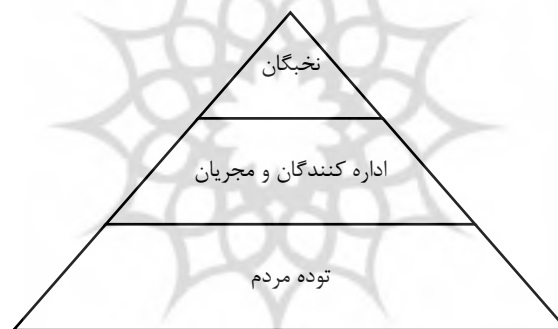 نخبگان
اداره کنندگان و مجریان
توده مردم